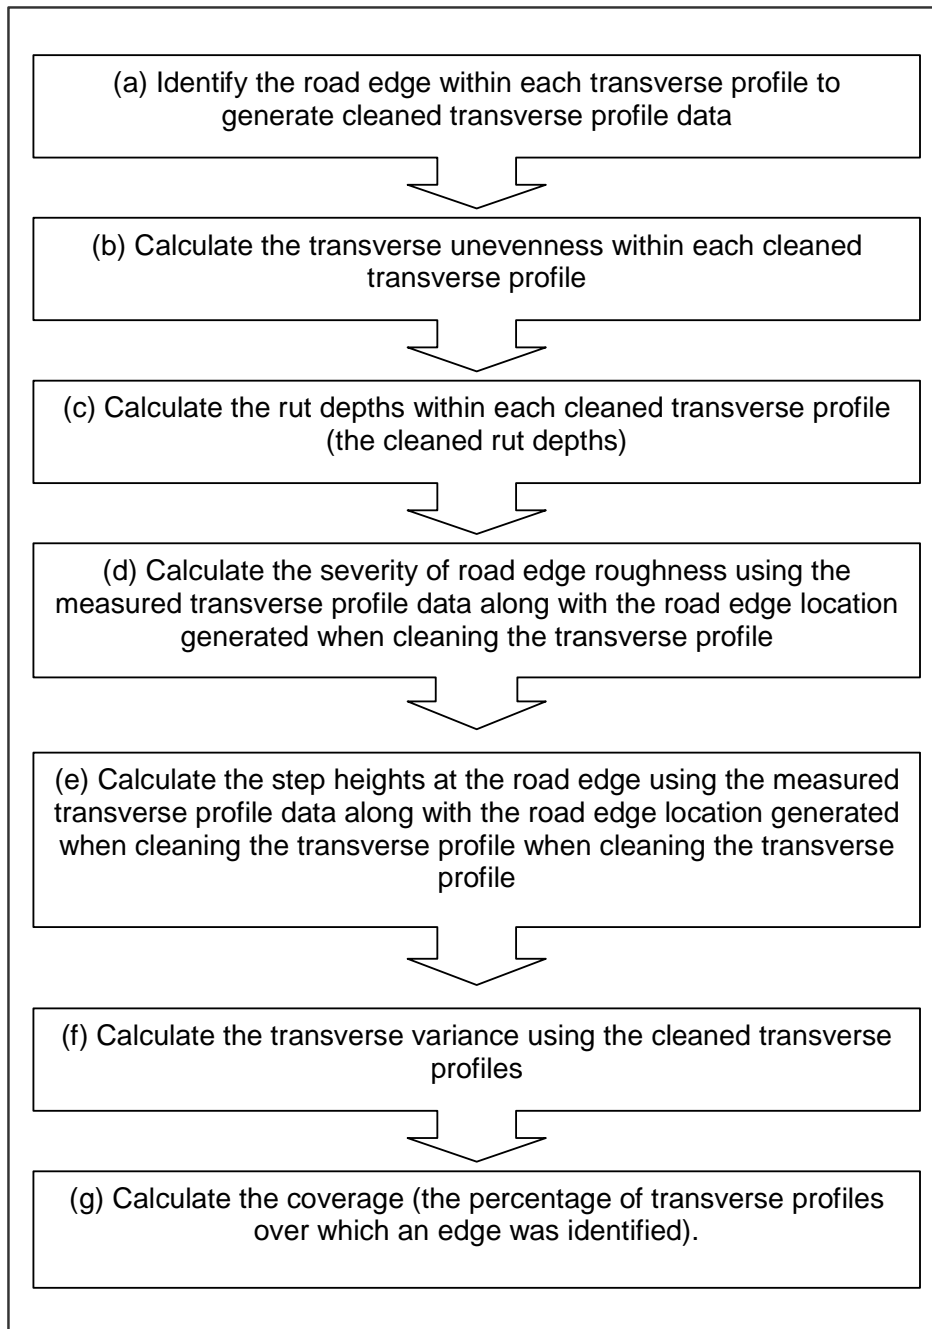 (a) Identify the road edge within each transverse profile to
generate cleaned transverse profile data
(b) Calculate the transverse unevenness within each cleaned
transverse profile
(c) Calculate the rut depths within each cleaned transverse profile
(the cleaned rut depths)
(d) Calculate the severity of road edge roughness using the
measured transverse profile data along with the road edge location
generated when cleaning the transverse profile
(e) Calculate the step heights at the road edge using the measured
transverse profile data along with the road edge location generated
when cleaning the transverse profile when cleaning the transverse
profile
(f) Calculate the transverse variance using the cleaned transverse
profiles
(g) Calculate the coverage (the percentage of transverse profiles
over which an edge was identified).